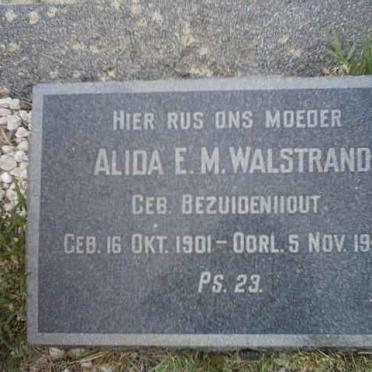 HIER RUS ONS MOEDER
ALIDA E. M. WALSTRAND
GEB. BEZUIDENHOUT
GEB. 16 OKT. 1901 - OORL. 5 NOV.
PS. 23.